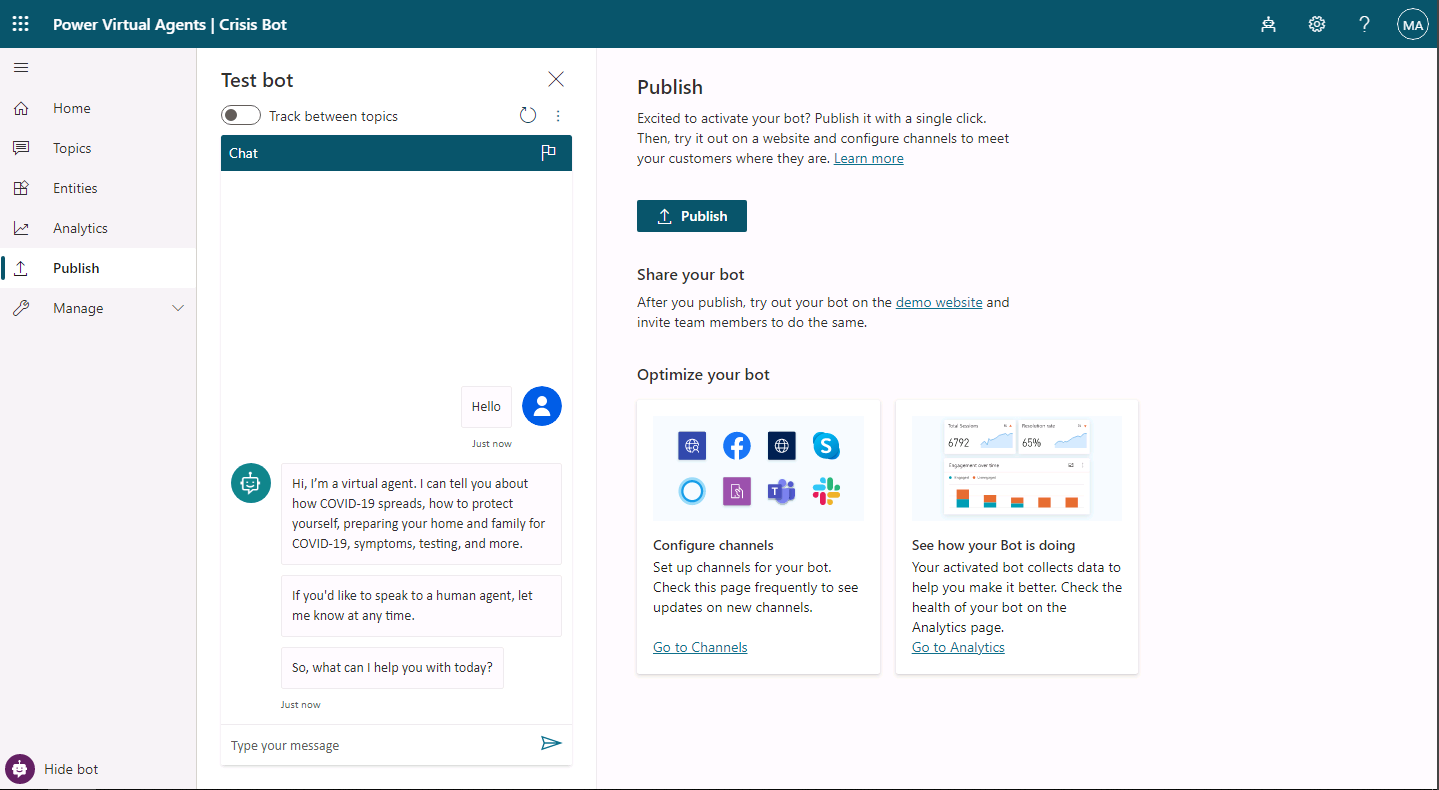 Power Virtual Agents | Crisis Bot
MA
Home
Topics
Entities
Analytics
Publish
Manage
Hide bot
Test bot
Track between topics
Chat
Hello
Just now
Hi, I’m a virtual agent. I can tell you about
how COVID-19 spreads, how to protect
yourself, preparing your home and family for
COVID-19, symptoms, testing, and more.
If you'd like to speak to a human agent, let
me know at any time.
So, what can I help you with today?
Just now
Type your message
Publish
Excited to activate your bot? Publish it with a single click.
Then, try it out on a website and configure channels to meet
your customers where they are. Learn more
Publish
Share your bot
After you publish, try out your bot on the demo website and
invite team members to do the same.
Optimize your bot
Configure channels
Set up channels for your bot.
Check this page frequently to see
updates on new channels.
Go to Channels
Total Sessions
6792
Resolution rate
65%
Engagement over time
Engaged
See how your Bot is doing
Your activated bot collects data to
help you make it better. Check the
health of your bot on the
Analytics page.
Go to Analytics